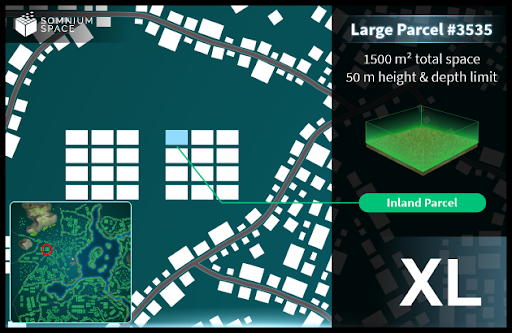 SOMNIUM
SPACE
Large Parcel #3535
1500 m² total space
50 m height & depth limit
Inland Parcel
XL